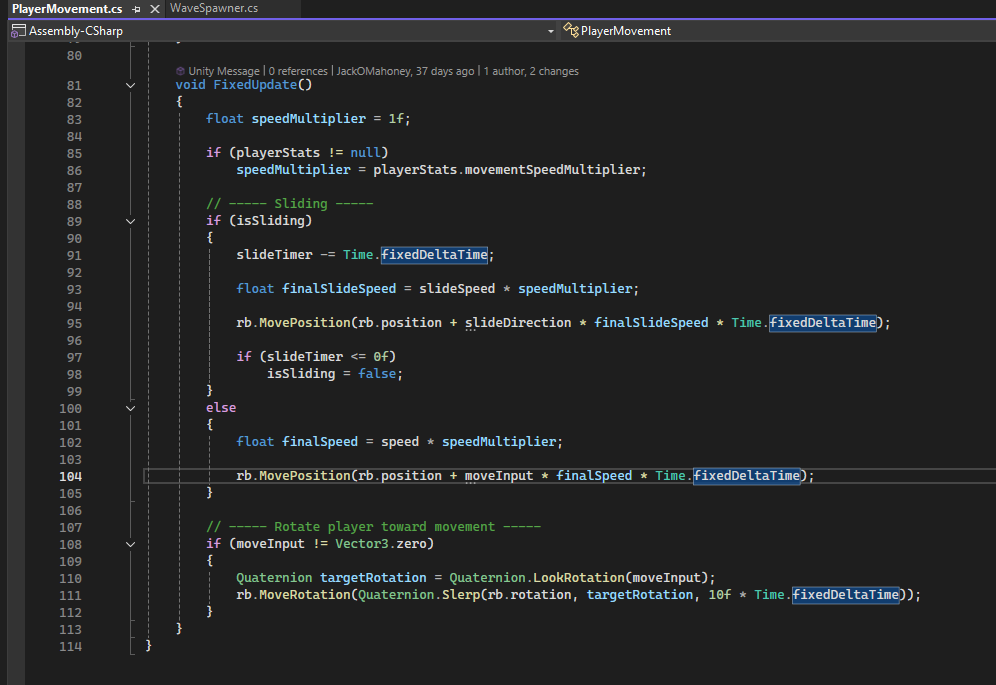 PlayerMovement.cs WaveSpawner.cs
Assembly-CSharp PlayerMovement
80
Unity Message | 0 references | JackOMahoney, 37 days ago | 1 author, 2 changes
81 void FixedUpdate()
82 {
83 float speedMultiplier = 1f;
84
85 if (playerStats != null)
86 speedMultiplier = playerStats.movementSpeedMultiplier;
87
88 // ----- Sliding -----
89 if (isSliding)
90 {
91 slideTimer -= Time.fixedDeltaTime;
92
93 float finalSlideSpeed = slideSpeed * speedMultiplier;
94
95 rb.MovePosition(rb.position + slideDirection * finalSlideSpeed * Time.fixedDeltaTime);
96
97 if (slideTimer <= 0f)
98 isSliding = false;
99 }
100 else
101 {
102 float finalSpeed = speed * speedMultiplier;
103
104 rb.MovePosition(rb.position + moveInput * finalSpeed * Time.fixedDeltaTime);
105 }
106
107 // ----- Rotate player toward movement -----
108 if (moveInput != Vector3.zero)
109 {
110 Quaternion targetRotation = Quaternion.LookRotation(moveInput);
111 rb.MoveRotation(Quaternion.Slerp(rb.rotation, targetRotation, 10f * Time.fixedDeltaTime));
112 }
113 }
114 }